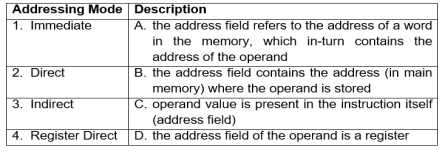 Addressing Mode Description
1. Immediate A. the address field refers to the address of a word
in the memory, which in-turn contains the
address of the operand
2. Direct B. the address field contains the address (in main
memory) where the operand is stored
3. Indirect C. operand value is present in the instruction itself
(address field)
4. Register Direct D. the address field of the operand is a register